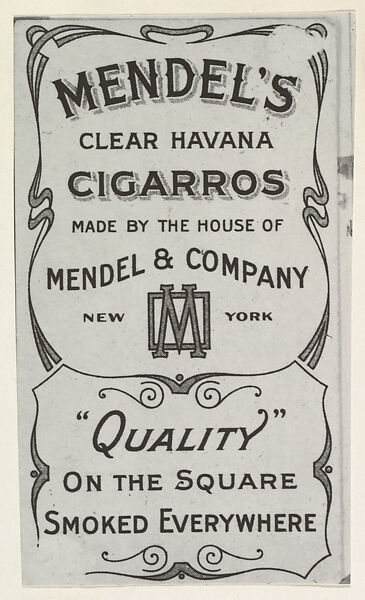 MENDEL'S
CLEAR HAVANA
CIGARROS
MADE BY THE HOUSE OF
MENDEL & COMPANY
NEW M YORK
"QUALITY"
ON THE SQUARE
SMOKED EVERYWHERE